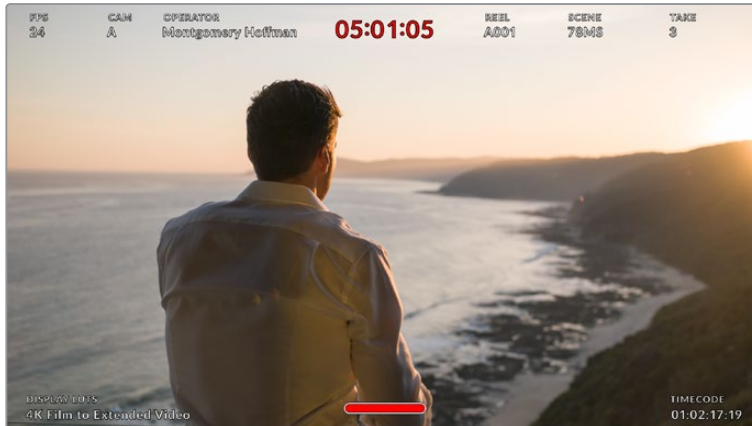 FPS
24
CAM
A
OPERATOR
Montgomery Hoffman
05:01:05
REEL
A001
SCENE
78MS
TAKE
3
DISPLAY LUTS
4K Film to Extended Video
TIMECODE
01:02:17:19